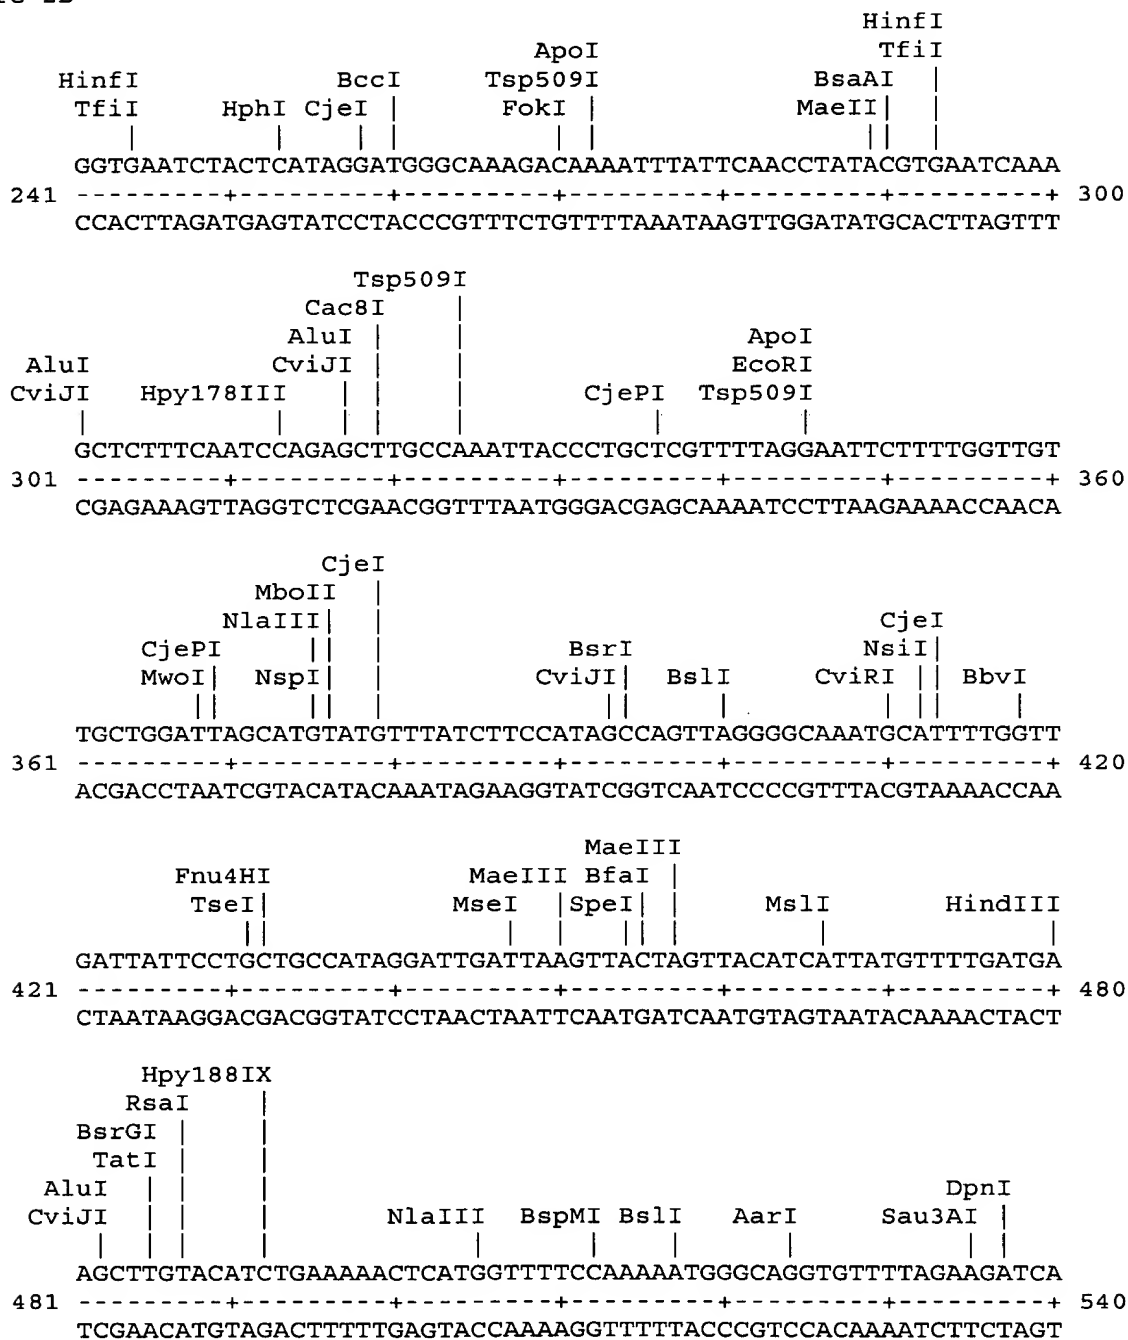 HinfI
ApoI TfiI
HinfI BccI Tsp509I BsaAI
TfiI HphI CjeI FokI MaeII
GGTGAATCTACTCATAGGATGGGCAAAGACAAAATTTATTCAACCTATACGTGAATCAAA
241 ---------+---------+---------+---------+---------+---------+ 300
CCACTTAGATGAGTATCCTACCCGTTTCTGTTTTAAATAAGTTGGATATGCACTTAGTTT
Tsp509I
Cac8I
AluI ApoI
AluI CviJI EcoRI
CviJI Hpy178III CjePI Tsp509I
GCTCTTTCAATCCAGAGCTTGCCAAATTACCCTGCTCGTTTTAGGAATTCTTTTGGTTGT
301 ---------+---------+---------+---------+---------+---------+ 360
CGAGAAAGTTAGGTCTCGAACGGTTTAATGGGACGAGCAAAATCCTTAAGAAAACCAACA
CjeI
MboII
NlaIII CjeI
CjePI BsrI NsiI
MwoI NspI CviJI BslI CviRI BbvI
TGCTGGATTAGCATGTATGTTTATCTTCCATAGCCAGTTAGGGGCAAATGCATTTTGGTT
361 ---------+---------+---------+---------+---------+---------+ 420
ACGACCTAATCGTACATACAAATAGAAGGTATCGGTCAATCCCCGTTTACGTAAAACCAA
MaeIII
Fnu4HI MaeIII BfaI
TseI MseI SpeI MslI HindIII
GATTATTCCTGCTGCCATAGGATTGATTAAGTTACTAGTTACATCATTATGTTTTGATGA
421 ---------+---------+---------+---------+---------+---------+ 480
CTAATAAGGACGACGGTATCCTAACTAATTCAATGATCAATGTAGTAATACAAAACTACT
Hpy188IX
RsaI
BsrGI
TatI
AluI DpnI
CviJI NlaIII BspMI BslI AarI Sau3AI
AGCTTGTACATCTGAAAAACTCATGGTTTTCCAAAAATGGGCAGGTGTTTTAGAAGATCA
481 ---------+---------+---------+---------+---------+---------+ 540
TCGAACATGTAGACTTTTTGAGTACCAAAAGGTTTTTACCCGTCCACAAAATCTTCTAGT